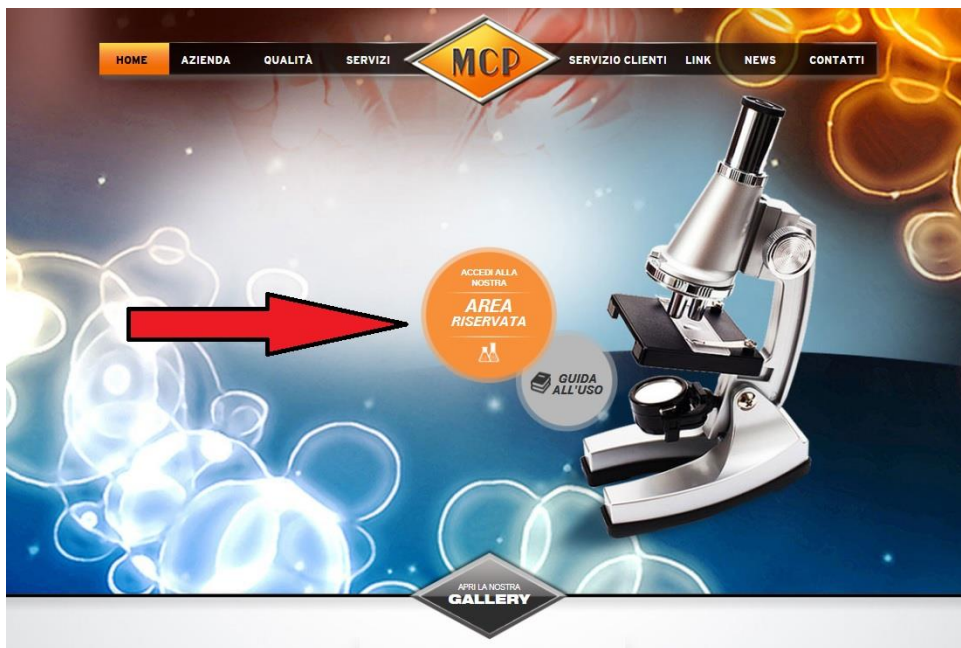 HOME AZIENDA QUALITÀ SERVIZI MCP SERVIZIO CLIENTI LINK NEWS CONTATTI
ACCEDI ALLA
NOSTRA
AREA
RISERVATA
GUIDA
ALL'USO
APRI LA NOSTRA
GALLERY